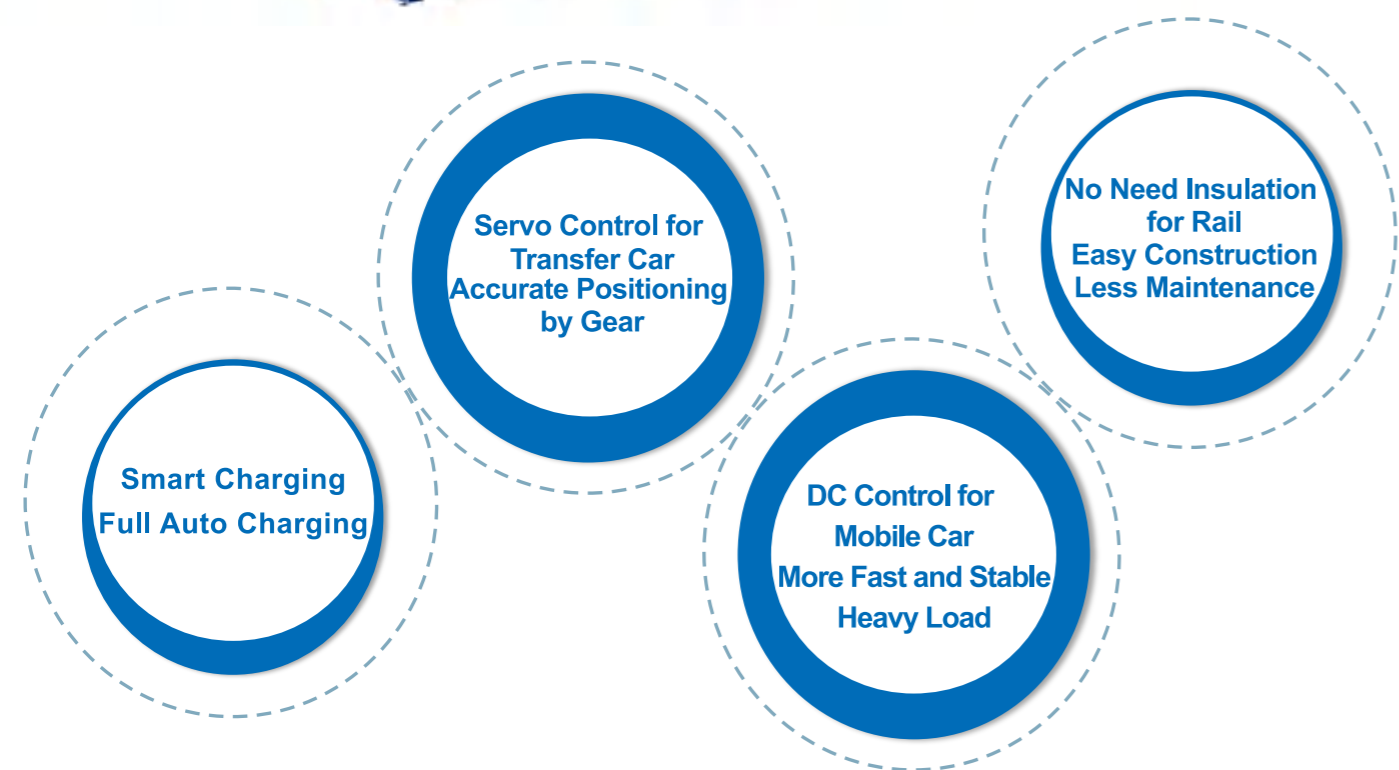 Smart Charging
Full Auto Charging
Servo Control for
Transfer Car
Accurate Positioning
by Gear
DC Control for
Mobile Car
More Fast and Stable
Heavy Load
No Need Insulation
for Rail
Easy Construction
Less Maintenance